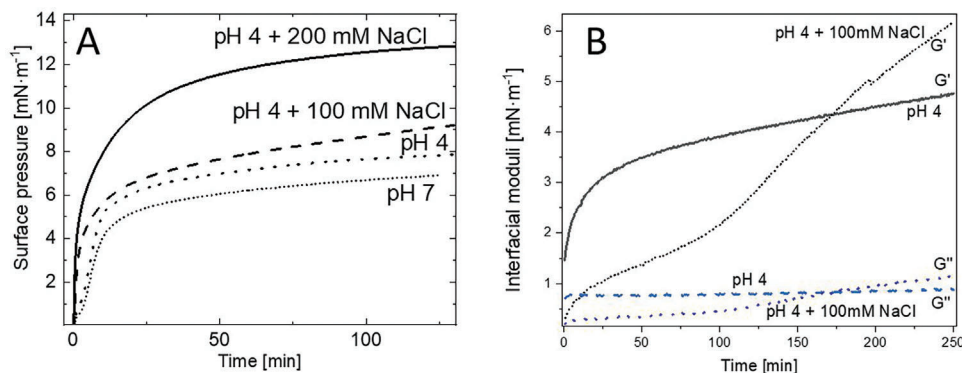 A
Surface pressure [mN·m⁻¹]
14
12
10
8
6
4
2
pH 4 + 200 mM NaCl
pH 4 + 100 mM NaCl
pH 4
pH 7
0
50
100
Time [min]
B
Interfacial moduli [mN·m⁻¹]
6
5
4
3
2
1
pH 4 + 100mM NaCl
G'
G'
pH 4
pH 4
G''
pH 4 + 100mM NaCl
G''
0
50
100
150
200
250
Time [min]